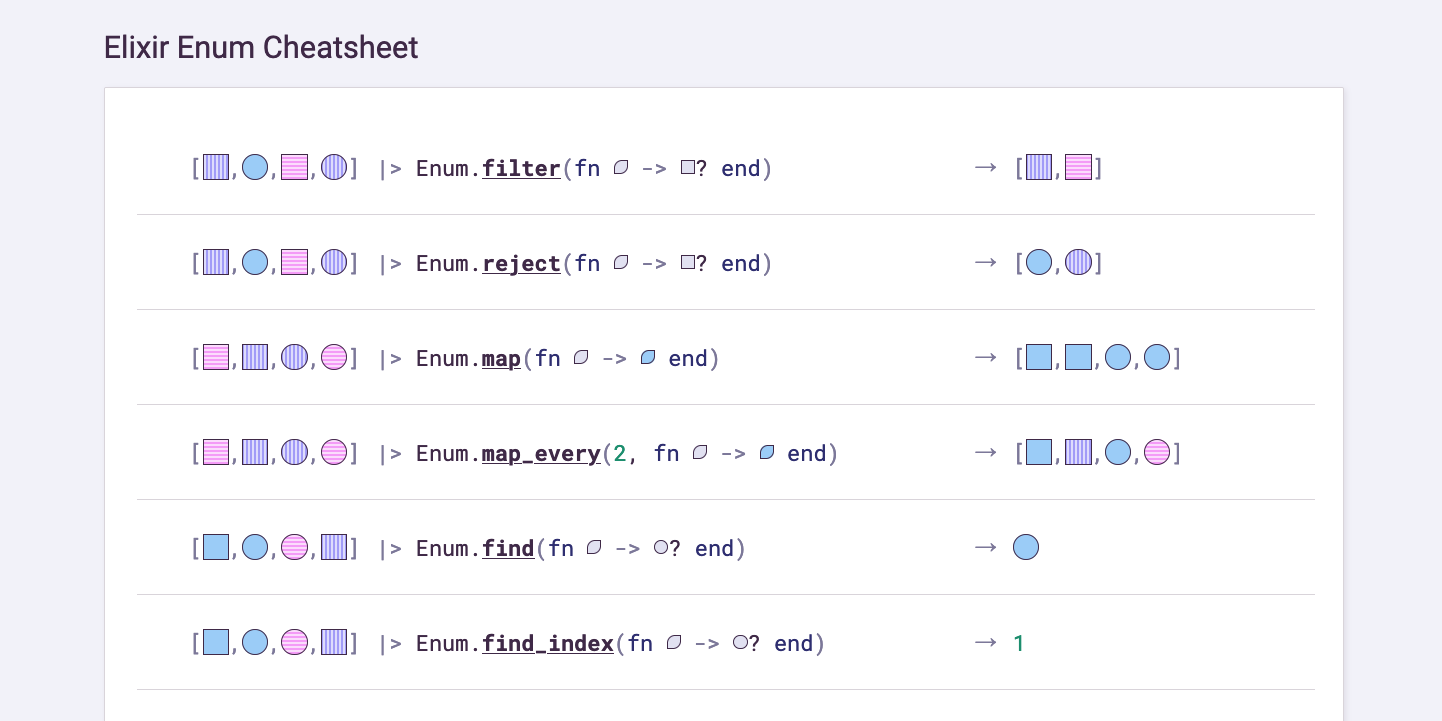 Elixir Enum Cheatsheet
[ , , , ] |> Enum.filter(fn -> ? end) → [ , ]
[ , , , ] |> Enum.reject(fn -> ? end) → [ , ]
[ , , , ] |> Enum.map(fn -> end) → [ , , , ]
[ , , , ] |> Enum.map_every(2, fn -> end) → [ , , , ]
[ , , , ] |> Enum.find(fn -> ? end) →
[ , , , ] |> Enum.find_index(fn -> ? end) → 1